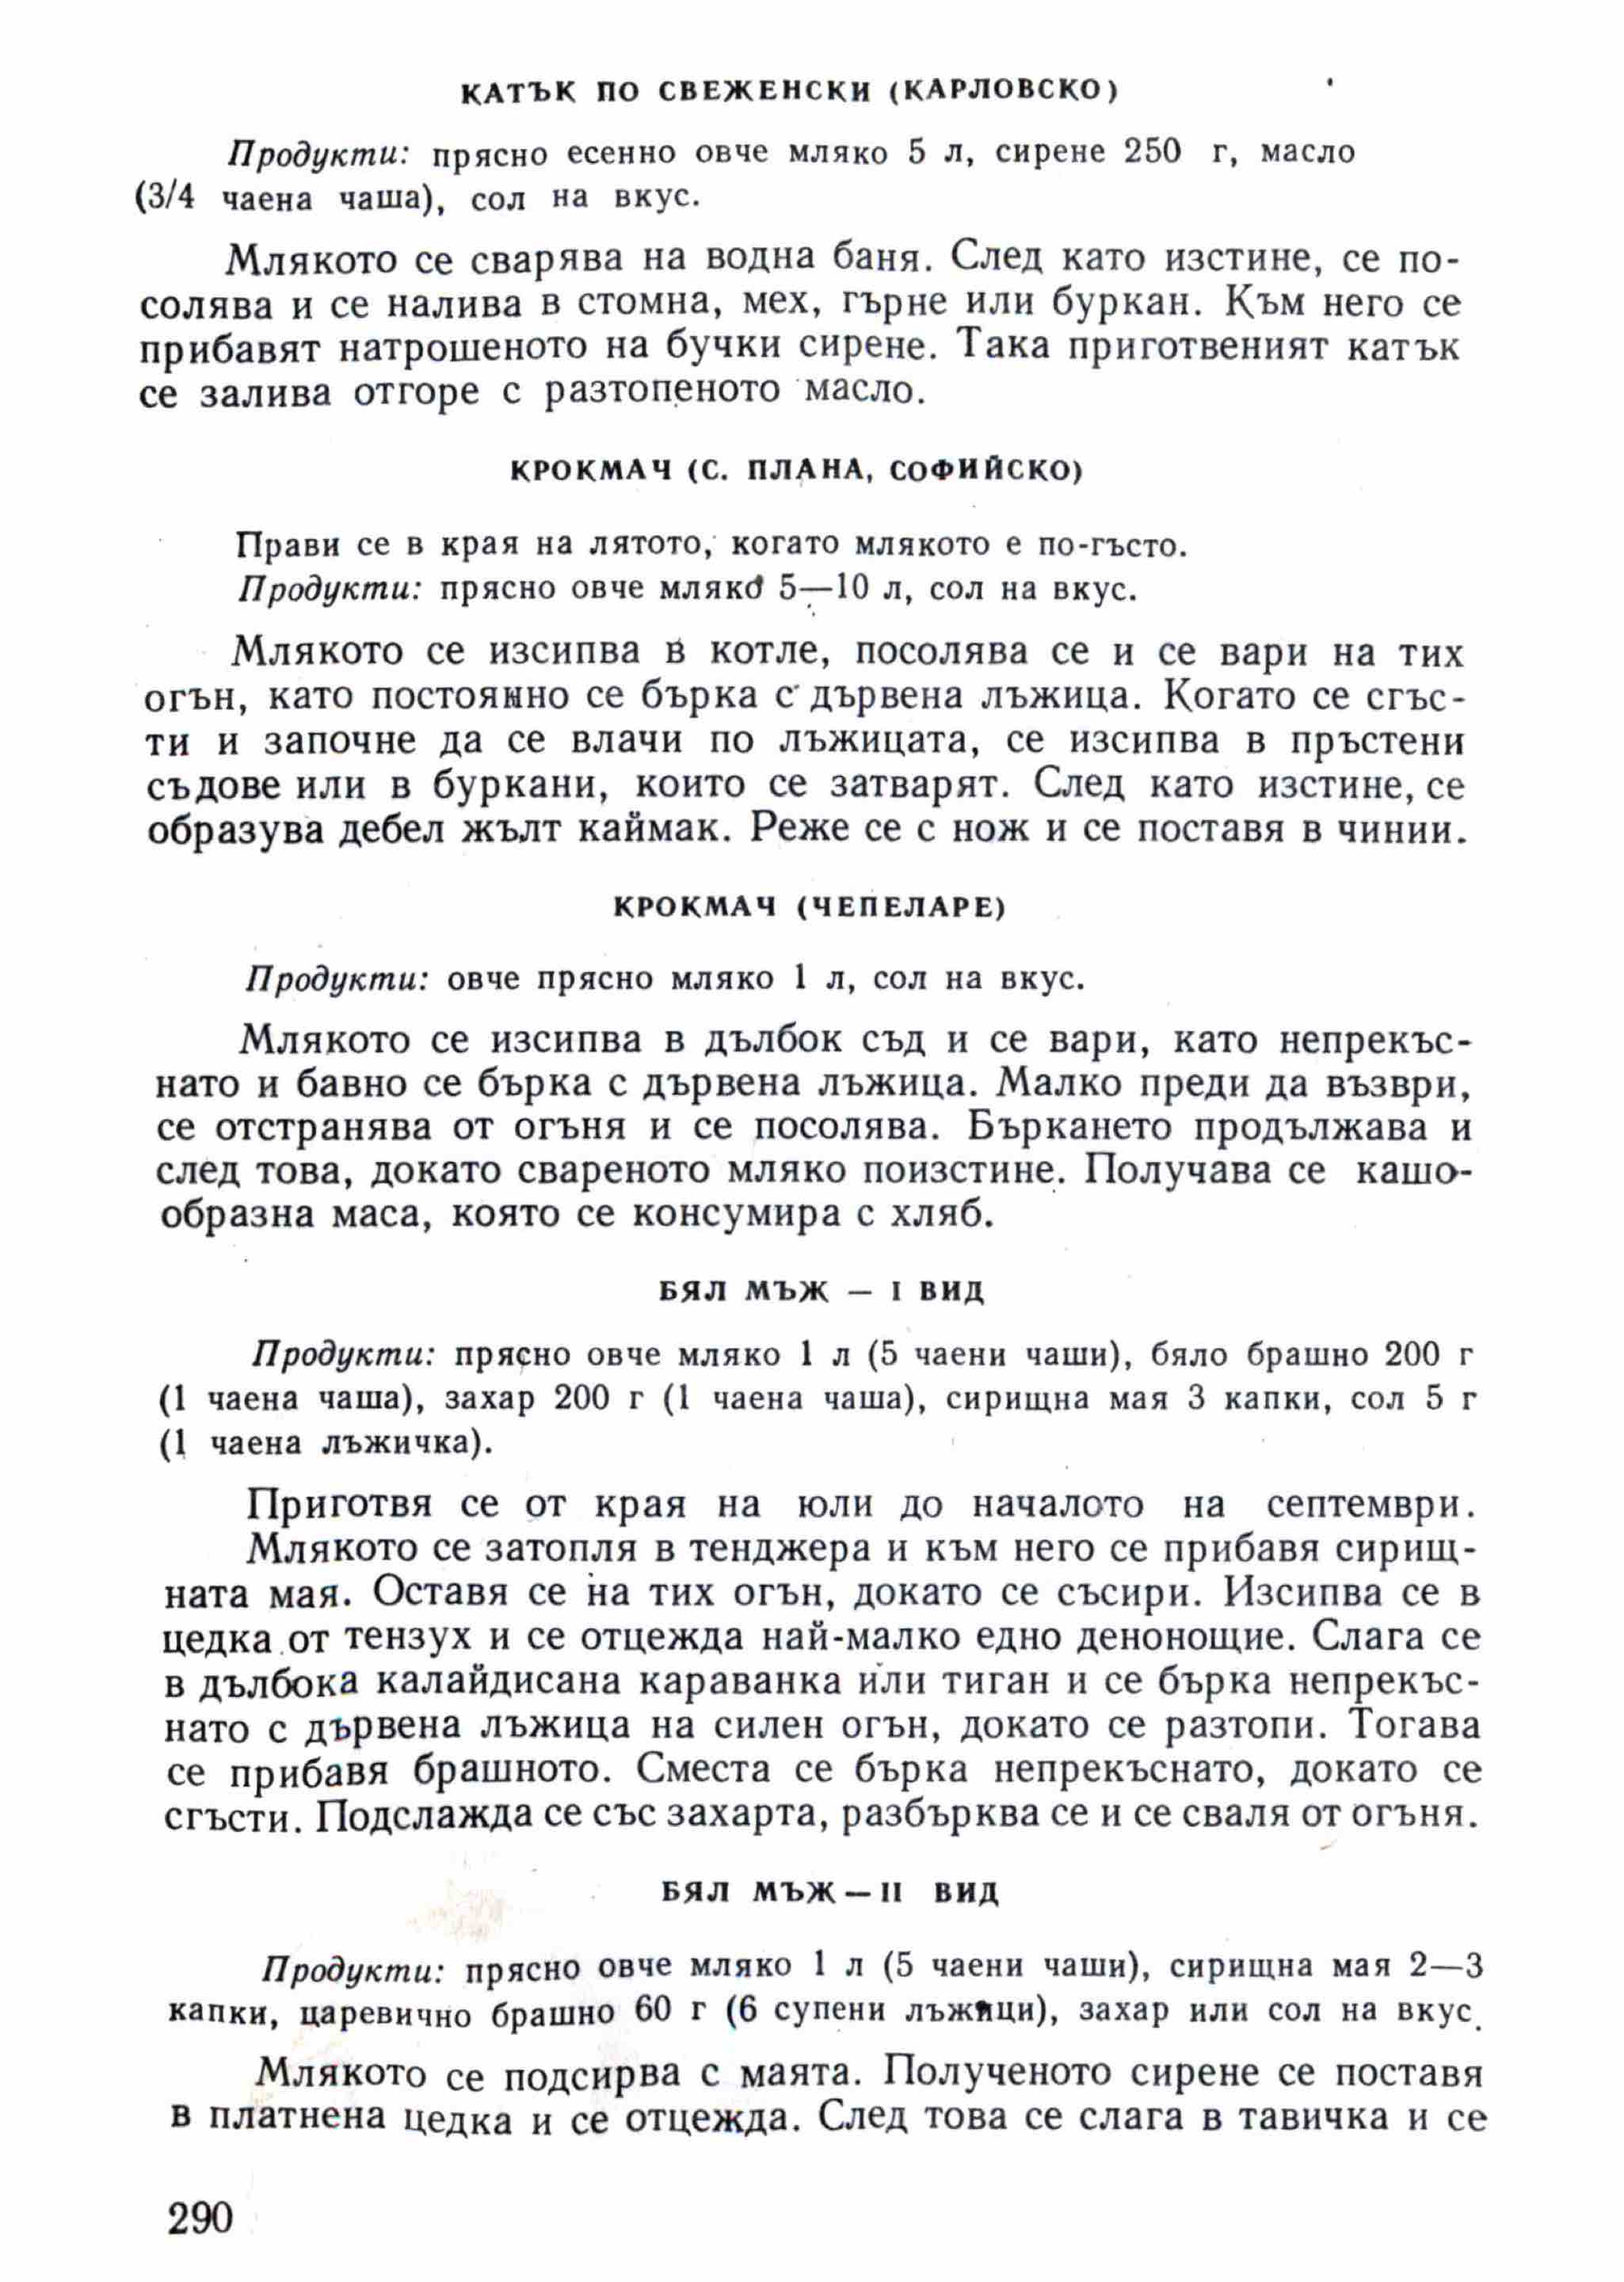 КАТЪК ПО СВЕЖЕНСКИ (КАРЛОВСКО)
Продукти: прясно есенно овче мляко 5 л, сирене 250 г, масло
(3/4 чаена чаша), сол на вкус.
Млякото се сварява на водна баня. След като изстине, се по-
солява и се налива в стомна, мех, гърне или буркан. Към него се
прибавят натрошеното на бучки сирене. Така приготвеният катък
се залива отгоре с разтопеното масло.
КРОКМАЧ (С. ПЛАНА, СОФИЙСКО)
Прави се в края на лятото, когато млякото е по-гъсто.
Продукти: прясно овче мляко 5—10 л, сол на вкус.
Млякото се изсипва в котле, посолява се и се вари на тих
огън, като постоянно се бърка с дървена лъжица. Когато се сгъс-
ти и започне да се влачи по лъжицата, се изсипва в пръстени
съдове или в буркани, които се затварят. След като изстине, се
образува дебел жълт каймак. Реже се с нож и се поставя в чинии.
КРОКМАЧ (ЧЕПЕЛАРЕ)
Продукти: овче прясно мляко 1 л, сол на вкус.
Млякото се изсипва в дълбок съд и се вари, като непрекъс-
нато и бавно се бърка с дървена лъжица. Малко преди да възври,
се отстранява от огъня и се посолява. Бъркането продължава и
след това, докато свареното мляко поизстине. Получава се кашо-
образна маса, която се консумира с хляб.
БЯЛ МЪЖ — I ВИД
Продукти: прясно овче мляко 1 л (5 чаени чаши), бяло брашно 200 г
(1 чаена чаша), захар 200 г (1 чаена чаша), сирищна мая 3 капки, сол 5 г
(1 чаена лъжичка).
Приготвя се от края на юли до началото на септември.
Млякото се затопля в тенджера и към него се прибавя сирищ-
ната мая. Оставя се на тих огън, докато се съсири. Изсипва се в
цедка от тензух и се отцежда най-малко едно денонощие. Слага се
в дълбока калайдисана караванка или тиган и се бърка непрекъс-
нато с дървена лъжица на силен огън, докато се разтопи. Тогава
се прибавя брашното. Сместа се бърка непрекъснато, докато се
сгъсти. Подслажда се със захарта, разбърква се и се сваля от огъня.
БЯЛ МЪЖ — II ВИД
Продукти: прясно овче мляко 1 л (5 чаени чаши), сирищна мая 2—3
капки, царевично брашно 60 г (6 супени лъжици), захар или сол на вкус.
Млякото се подсирва с маята. Полученото сирене се поставя
в платнена цедка и се отцежда. След това се слага в тавичка и се
290